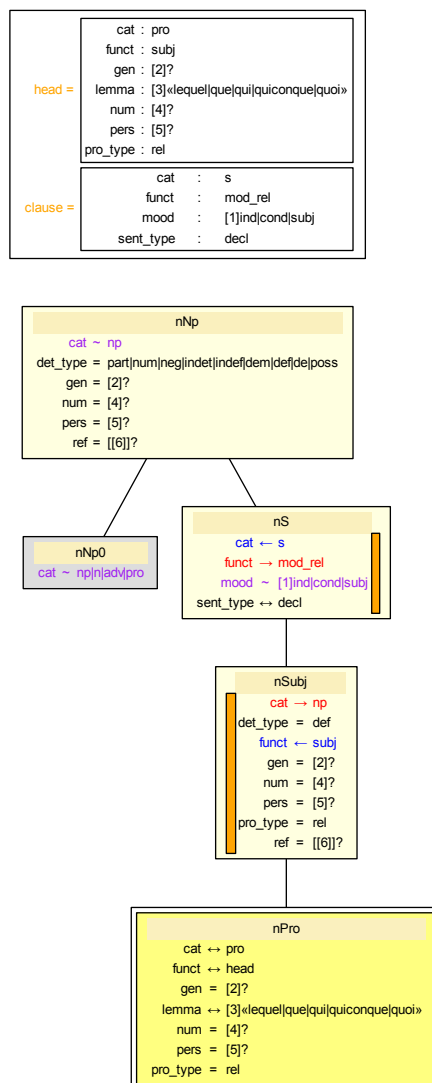 cat : pro
funct : subj
gen : [2]?
head = lemma : [3]«lequel|que|qui|quiconque|quoi»
num : [4]?
pers : [5]?
pro_type : rel
cat : s
funct : mod_rel
clause = mood : [1]ind|cond|subj
sent_type : decl
nNp
cat ~ np
det_type = part|num|neg|indet|indef|dem|def|de|poss
gen = [2]?
num = [4]?
pers = [5]?
ref = [[6]]?
nNp0
cat ~ np|n|adv|pro
nS
cat ← s
funct → mod_rel
mood ~ [1]ind|cond|subj
sent_type ↔ decl
nSubj
cat → np
det_type = def
funct ← subj
gen = [2]?
num = [4]?
pers = [5]?
pro_type = rel
ref = [[6]]?
nPro
cat ↔ pro
funct ↔ head
gen = [2]?
lemma ↔ [3]«lequel|que|qui|quiconque|quoi»
num = [4]?
pers = [5]?
pro_type = rel